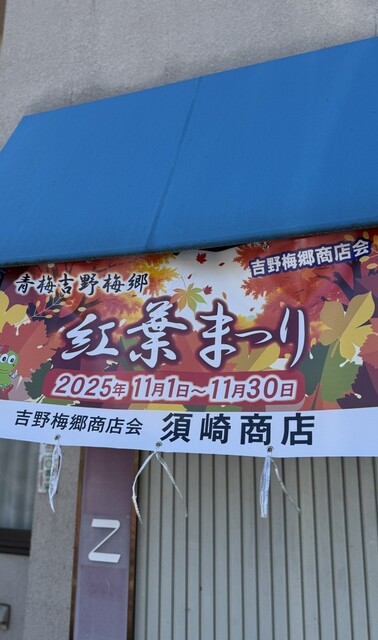 青梅吉野梅郷
吉野梅郷商店会
紅葉まつり
2025年 11月1日～11月30日
吉野梅郷商店会 須崎商店